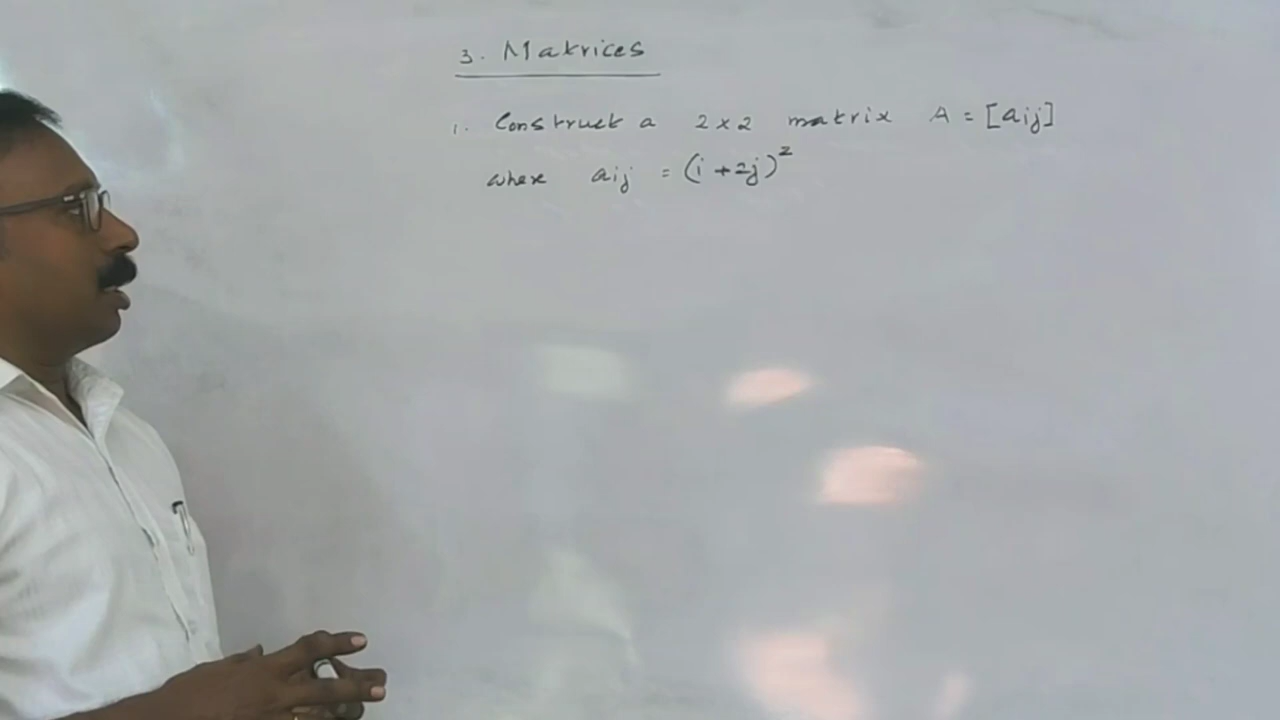 3. Matrices
1. Construct a 2x2 matrix A = [aij]
where aij = (i+2j)²